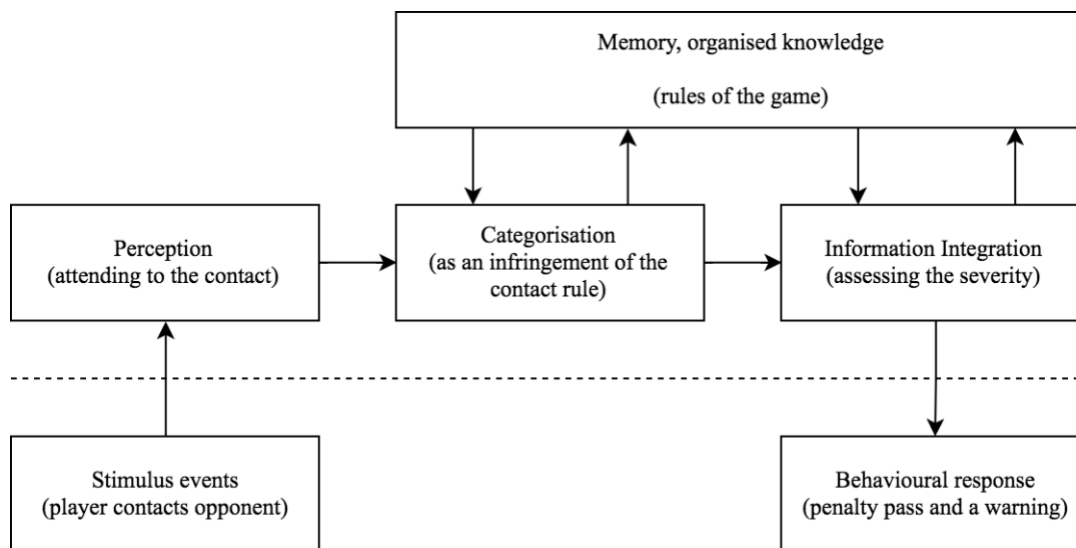 Memory, organised knowledge
(rules of the game)
Perception
(attending to the contact)
Categorisation
(as an infringement of the
contact rule)
Information Integration
(assessing the severity)
Stimulus events
(player contacts opponent)
Behavioural response
(penalty pass and a warning)